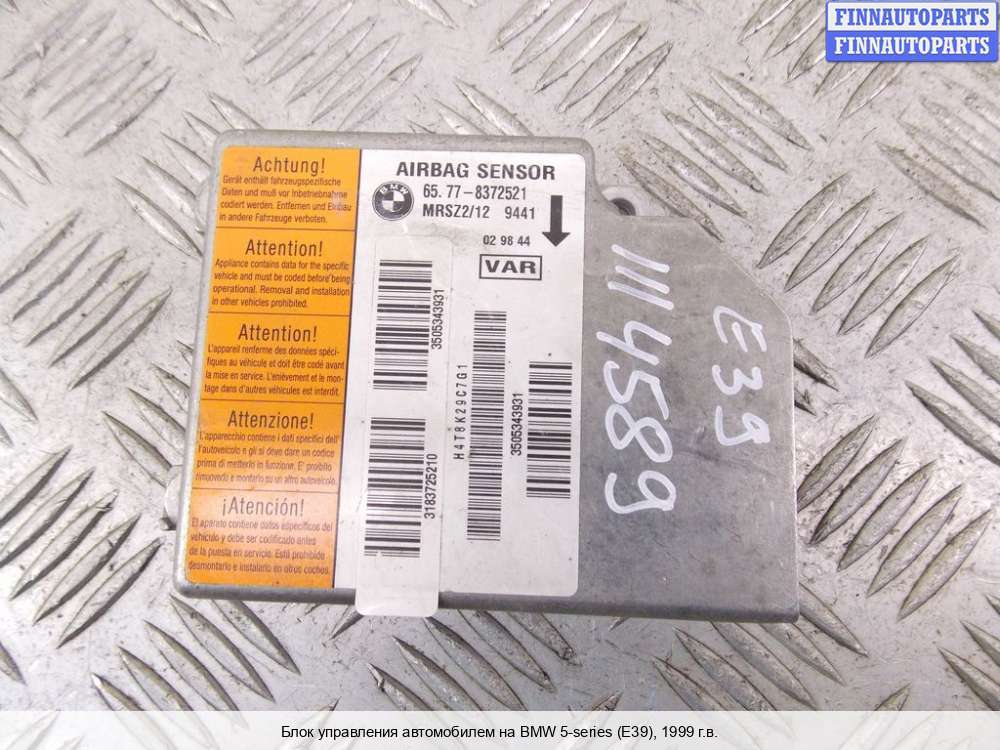 FINNAUTOPARTS
FINNAUTOPARTS
Achtung!
Gerät enthält fahrzeugspezifische
Daten und muß vor Inbetriebnahme
codiert werden. Entfernen und Einbau
in andere Fahrzeuge verboten.
Attention!
Appliance contains data for the specific
vehicle and must be coded before being
operational. Removal and installation
in other vehicles prohibited.
Attention!
L'appareil renferme des données spéci-
fiques au véhicule et doit être codé avant
la mise en service. L'enlèvement et le mon-
tage dans d'autres véhicules est interdit.
Attenzione!
L'apparecchio contiene i dati specifici dell'
l'autoveicolo e gli si deve dare un codice
prima di metterlo in funzione. E' proibito
rimuoverlo e montarlo su un altro autoveicolo.
¡Atención!
El aparato contiene datos específicos del
vehículo y debe ser codificado antes
de la puesta en servicio. Está prohibido
desmontarlo e instalarlo en otros coches.
AIRBAG SENSOR
BMW
65.77-8372521
MRSZ2/12 9441
02 98 44
VAR
3505343931
3183725210
H4T8K29C7G1
3505343931
1114589
E39
Блок управления автомобилем на BMW 5-series (E39), 1999 г.в.